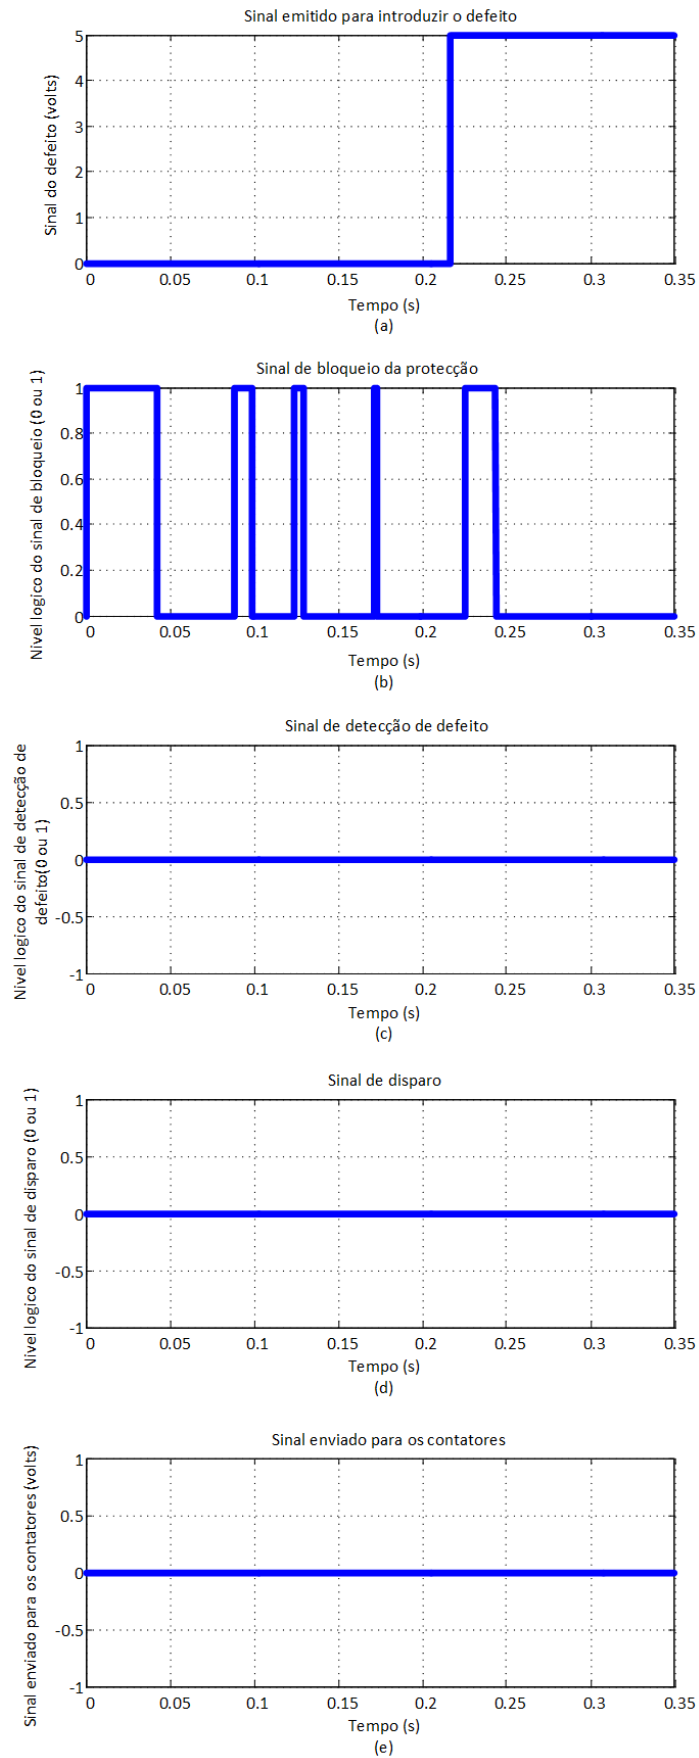 Sinal emitido para introduzir o defeito
Sinal do defeito (volts)
5
4
3
2
1
0
0 0.05 0.1 0.15 0.2 0.25 0.3 0.35
Tempo (s)
(a)
Sinal de bloqueio da protecção
Nivel logico do sinal de bloqueio (0 ou 1)
1
0.8
0.6
0.4
0.2
0
0 0.05 0.1 0.15 0.2 0.25 0.3 0.35
Tempo (s)
(b)
Sinal de detecção de defeito
Nivel logico do sinal de detecção de
defeito(0 ou 1)
1
0.5
0
-0.5
-1
0 0.05 0.1 0.15 0.2 0.25 0.3 0.35
Tempo (s)
(c)
Sinal de disparo
Nivel logico do sinal de disparo (0 ou 1)
1
0.5
0
-0.5
-1
0 0.05 0.1 0.15 0.2 0.25 0.3 0.35
Tempo (s)
(d)
Sinal enviado para os contatores
Sinal enviado para os contatores (volts)
1
0.5
0
-0.5
-1
0 0.05 0.1 0.15 0.2 0.25 0.3 0.35
Tempo (s)
(e)